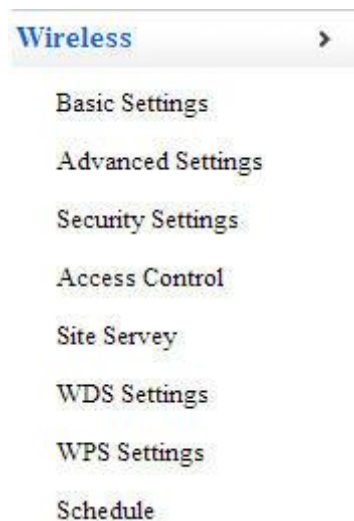 Wireless
Basic Settings
Advanced Settings
Security Settings
Access Control
Site Servey
WDS Settings
WPS Settings
Schedule